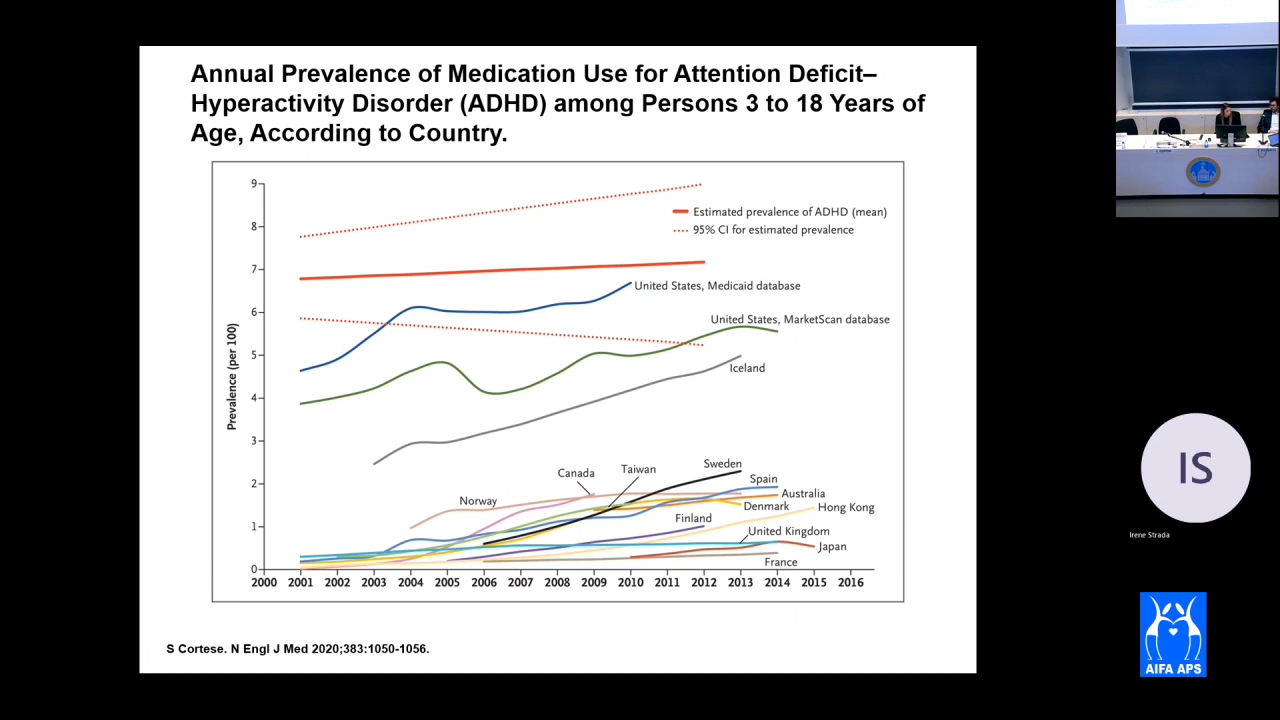 Annual Prevalence of Medication Use for Attention Deficit–
Hyperactivity Disorder (ADHD) among Persons 3 to 18 Years of
Age, According to Country.
9
8
7
6
5
4
3
2
1
0
Prevalence (per 100)
Estimated prevalence of ADHD (mean)
95% CI for estimated prevalence
United States, Medicaid database
United States, MarketScan database
Iceland
Sweden
Taiwan
Canada
Spain
Norway
Australia
Denmark
Hong Kong
Finland
United Kingdom
Japan
France
2000 2001 2002 2003 2004 2005 2006 2007 2008 2009 2010 2011 2012 2013 2014 2015 2016
S Cortese. N Engl J Med 2020;383:1050-1056.
IS
Irene Strada
AIFA APS